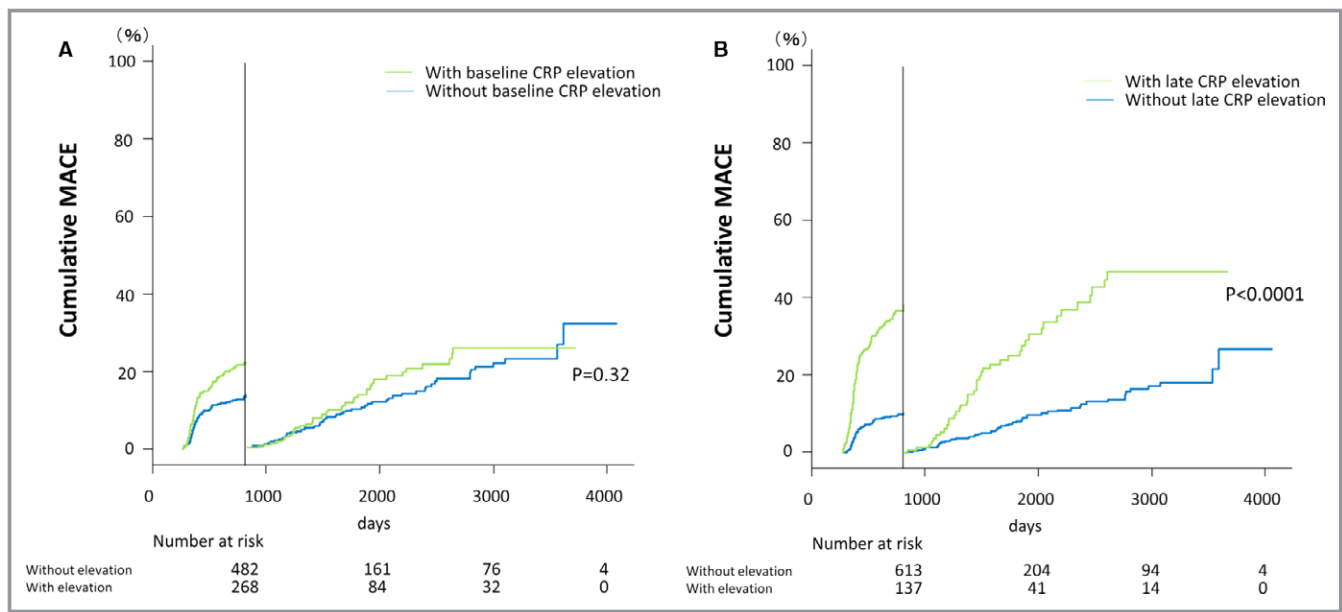 A
(%)
100
80
60
40
20
0
Cumulative MACE
With baseline CRP elevation
Without baseline CRP elevation
P=0.32
0 1000 2000 3000 4000
days
Number at risk
Without elevation 482 161 76 4
With elevation 268 84 32 0
B
(%)
100
80
60
40
20
0
Cumulative MACE
With late CRP elevation
Without late CRP elevation
P<0.0001
0 1000 2000 3000 4000
days
Number at risk
Without elevation 613 204 94 4
With elevation 137 41 14 0